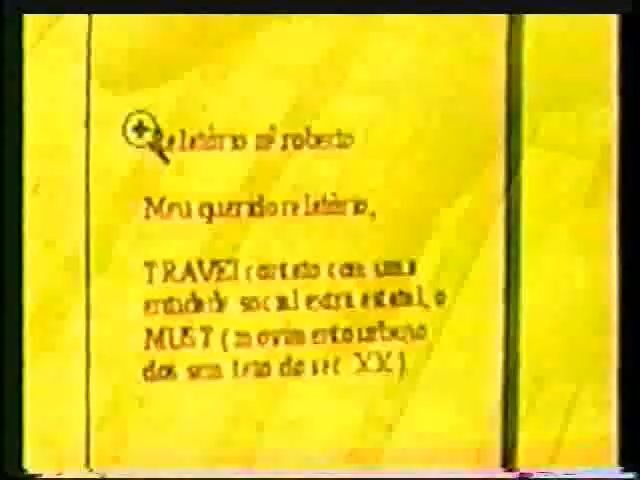 Relatório nº roberto
Meu querido relatório,
TRAVEI contato com uma
entidade social extra estatal, o
MUST (movimento urbano
dos sem teto do sec XX)